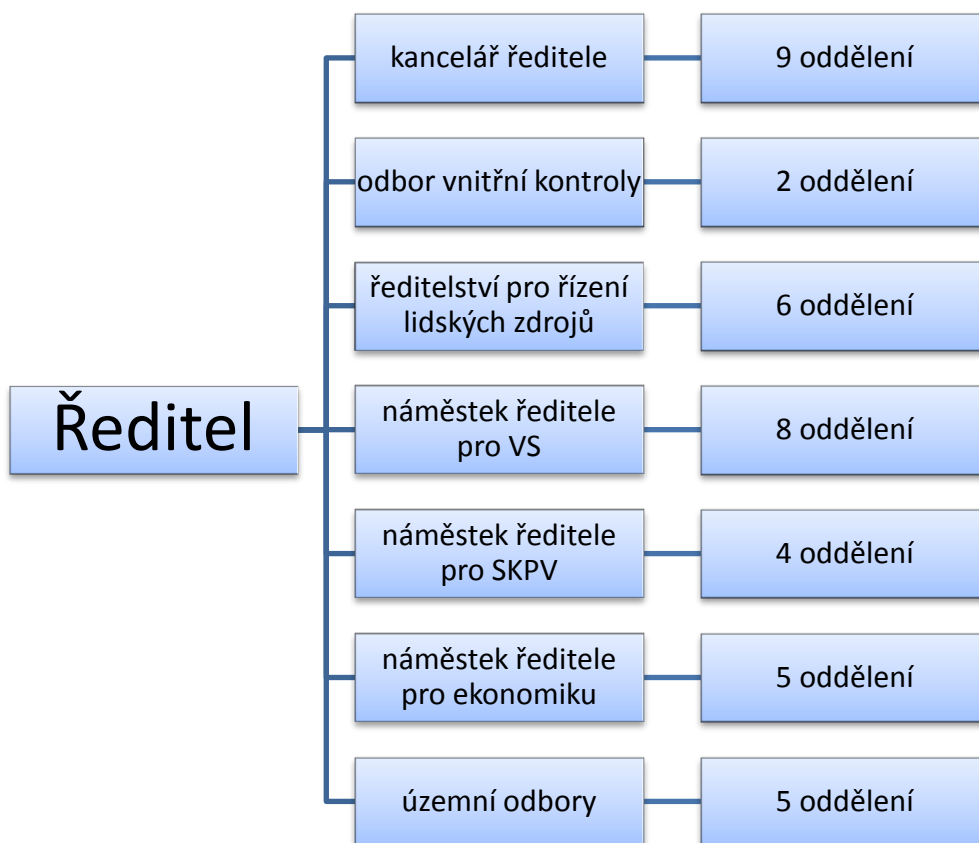 Ředitel
kancelář ředitele
9 oddělení
odbor vnitřní kontroly
2 oddělení
ředitelství pro řízení
lidských zdrojů
6 oddělení
náměstek ředitele
pro VS
8 oddělení
náměstek ředitele
pro SKPV
4 oddělení
náměstek ředitele
pro ekonomiku
5 oddělení
územní odbory
5 oddělení